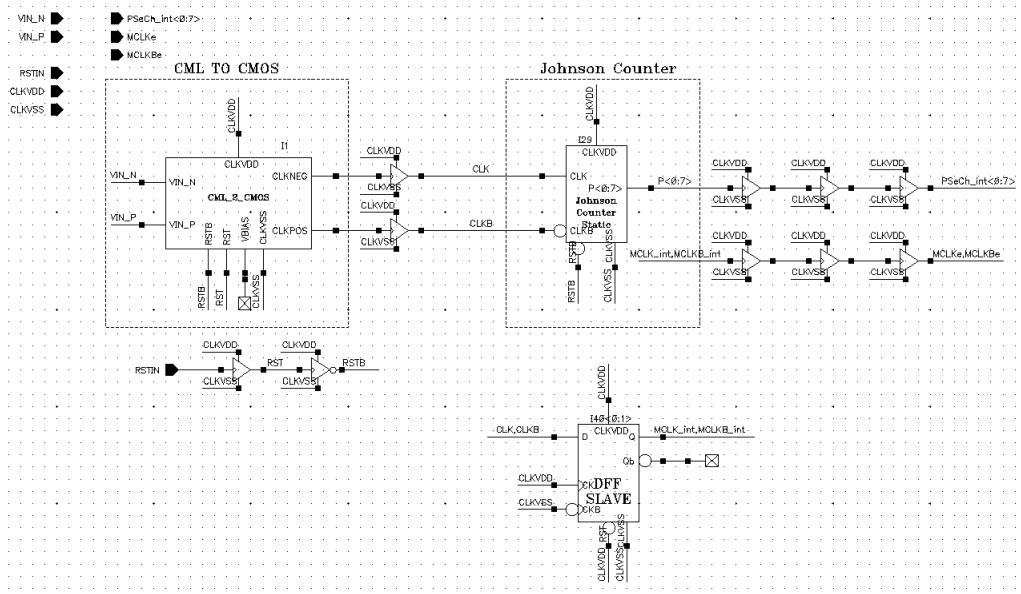 VIN_N
PSeCh_int<0:7>
VIN_P
MCLKe
MCLKBe
RSTIN
CLKVDD
CLKVSS
CML TO CMOS
Johnson Counter
CLKVDD
I1
CLKVDD
VIN_N
VIN_N
CLKNEG
CML_2_CMOS
VIN_P
VIN_P
CLKPOS
RSTB
RST
VBIAS
CLKVSS
RSTB
RST
CLKVSS
CLKVDD
CLKVSS
CLKVDD
CLKVSS
CLK
CLKB
CLKVDD
I29
CLKVDD
CLK
P<0:7>
Johnson
Counter
Static
CLKB
RSTB
CLKVSS
RSTB
CLKVSS
P<0:7>
CLKVDD
CLKVDD
CLKVDD
CLKVSS
CLKVSS
CLKVSS
PSeCh_int<0:7>
MCLK_int,MCLKB_int
CLKVDD
CLKVDD
CLKVDD
CLKVSS
CLKVSS
CLKVSS
MCLKe,MCLKBe
RSTIN
CLKVDD
CLKVSS
RST
CLKVDD
CLKVSS
RSTB
CLKVDD
I40<0:1>
CLK,CLKB
D
CLKVDD
Q
MCLK_int,MCLKB_int
Qb
CLKVDD
CK
DFF
SLAVE
CLKVSS
CKB
RST
CLKVSS
CLKVDD
CLKVSS